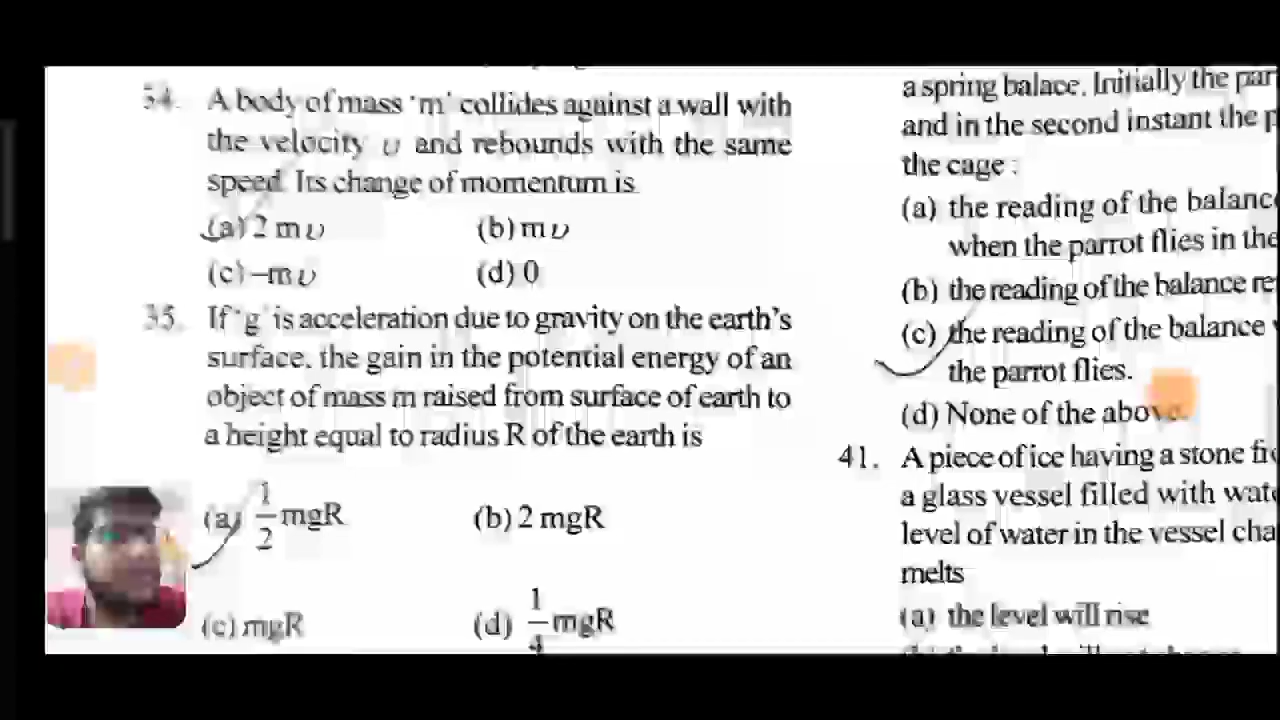 34. A body of mass 'm' collides against a wall with
the velocity υ and rebounds with the same
speed. Its change of momentum is
(a) 2 m υ (b) m υ
(c) –m υ (d) 0
35. If 'g' is acceleration due to gravity on the earth's
surface, the gain in the potential energy of an
object of mass m raised from surface of earth to
a height equal to radius R of the earth is
(a) 1/2 mgR (b) 2 mgR
(c) mgR (d) 1/4 mgR
a spring balace. Initially the par
and in the second instant the p
the cage :
(a) the reading of the balanc
when the parrot flies in the
(b) the reading of the balance re
(c) the reading of the balance
the parrot flies.
(d) None of the above.
41. A piece of ice having a stone fr
a glass vessel filled with wat
level of water in the vessel cha
melts
(a) the level will rise